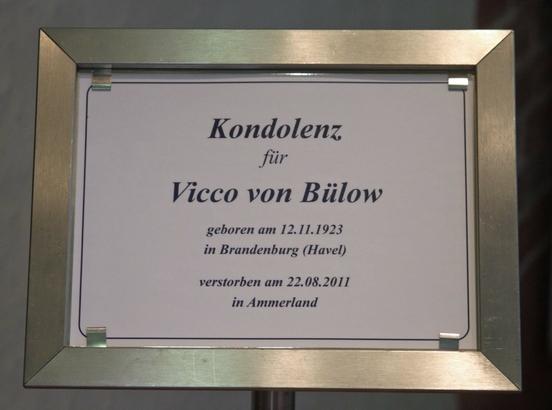 Kondolenz
für
Vicco von Bülow
geboren am 12.11.1923
in Brandenburg (Havel)
verstorben am 22.08.2011
in Ammerland